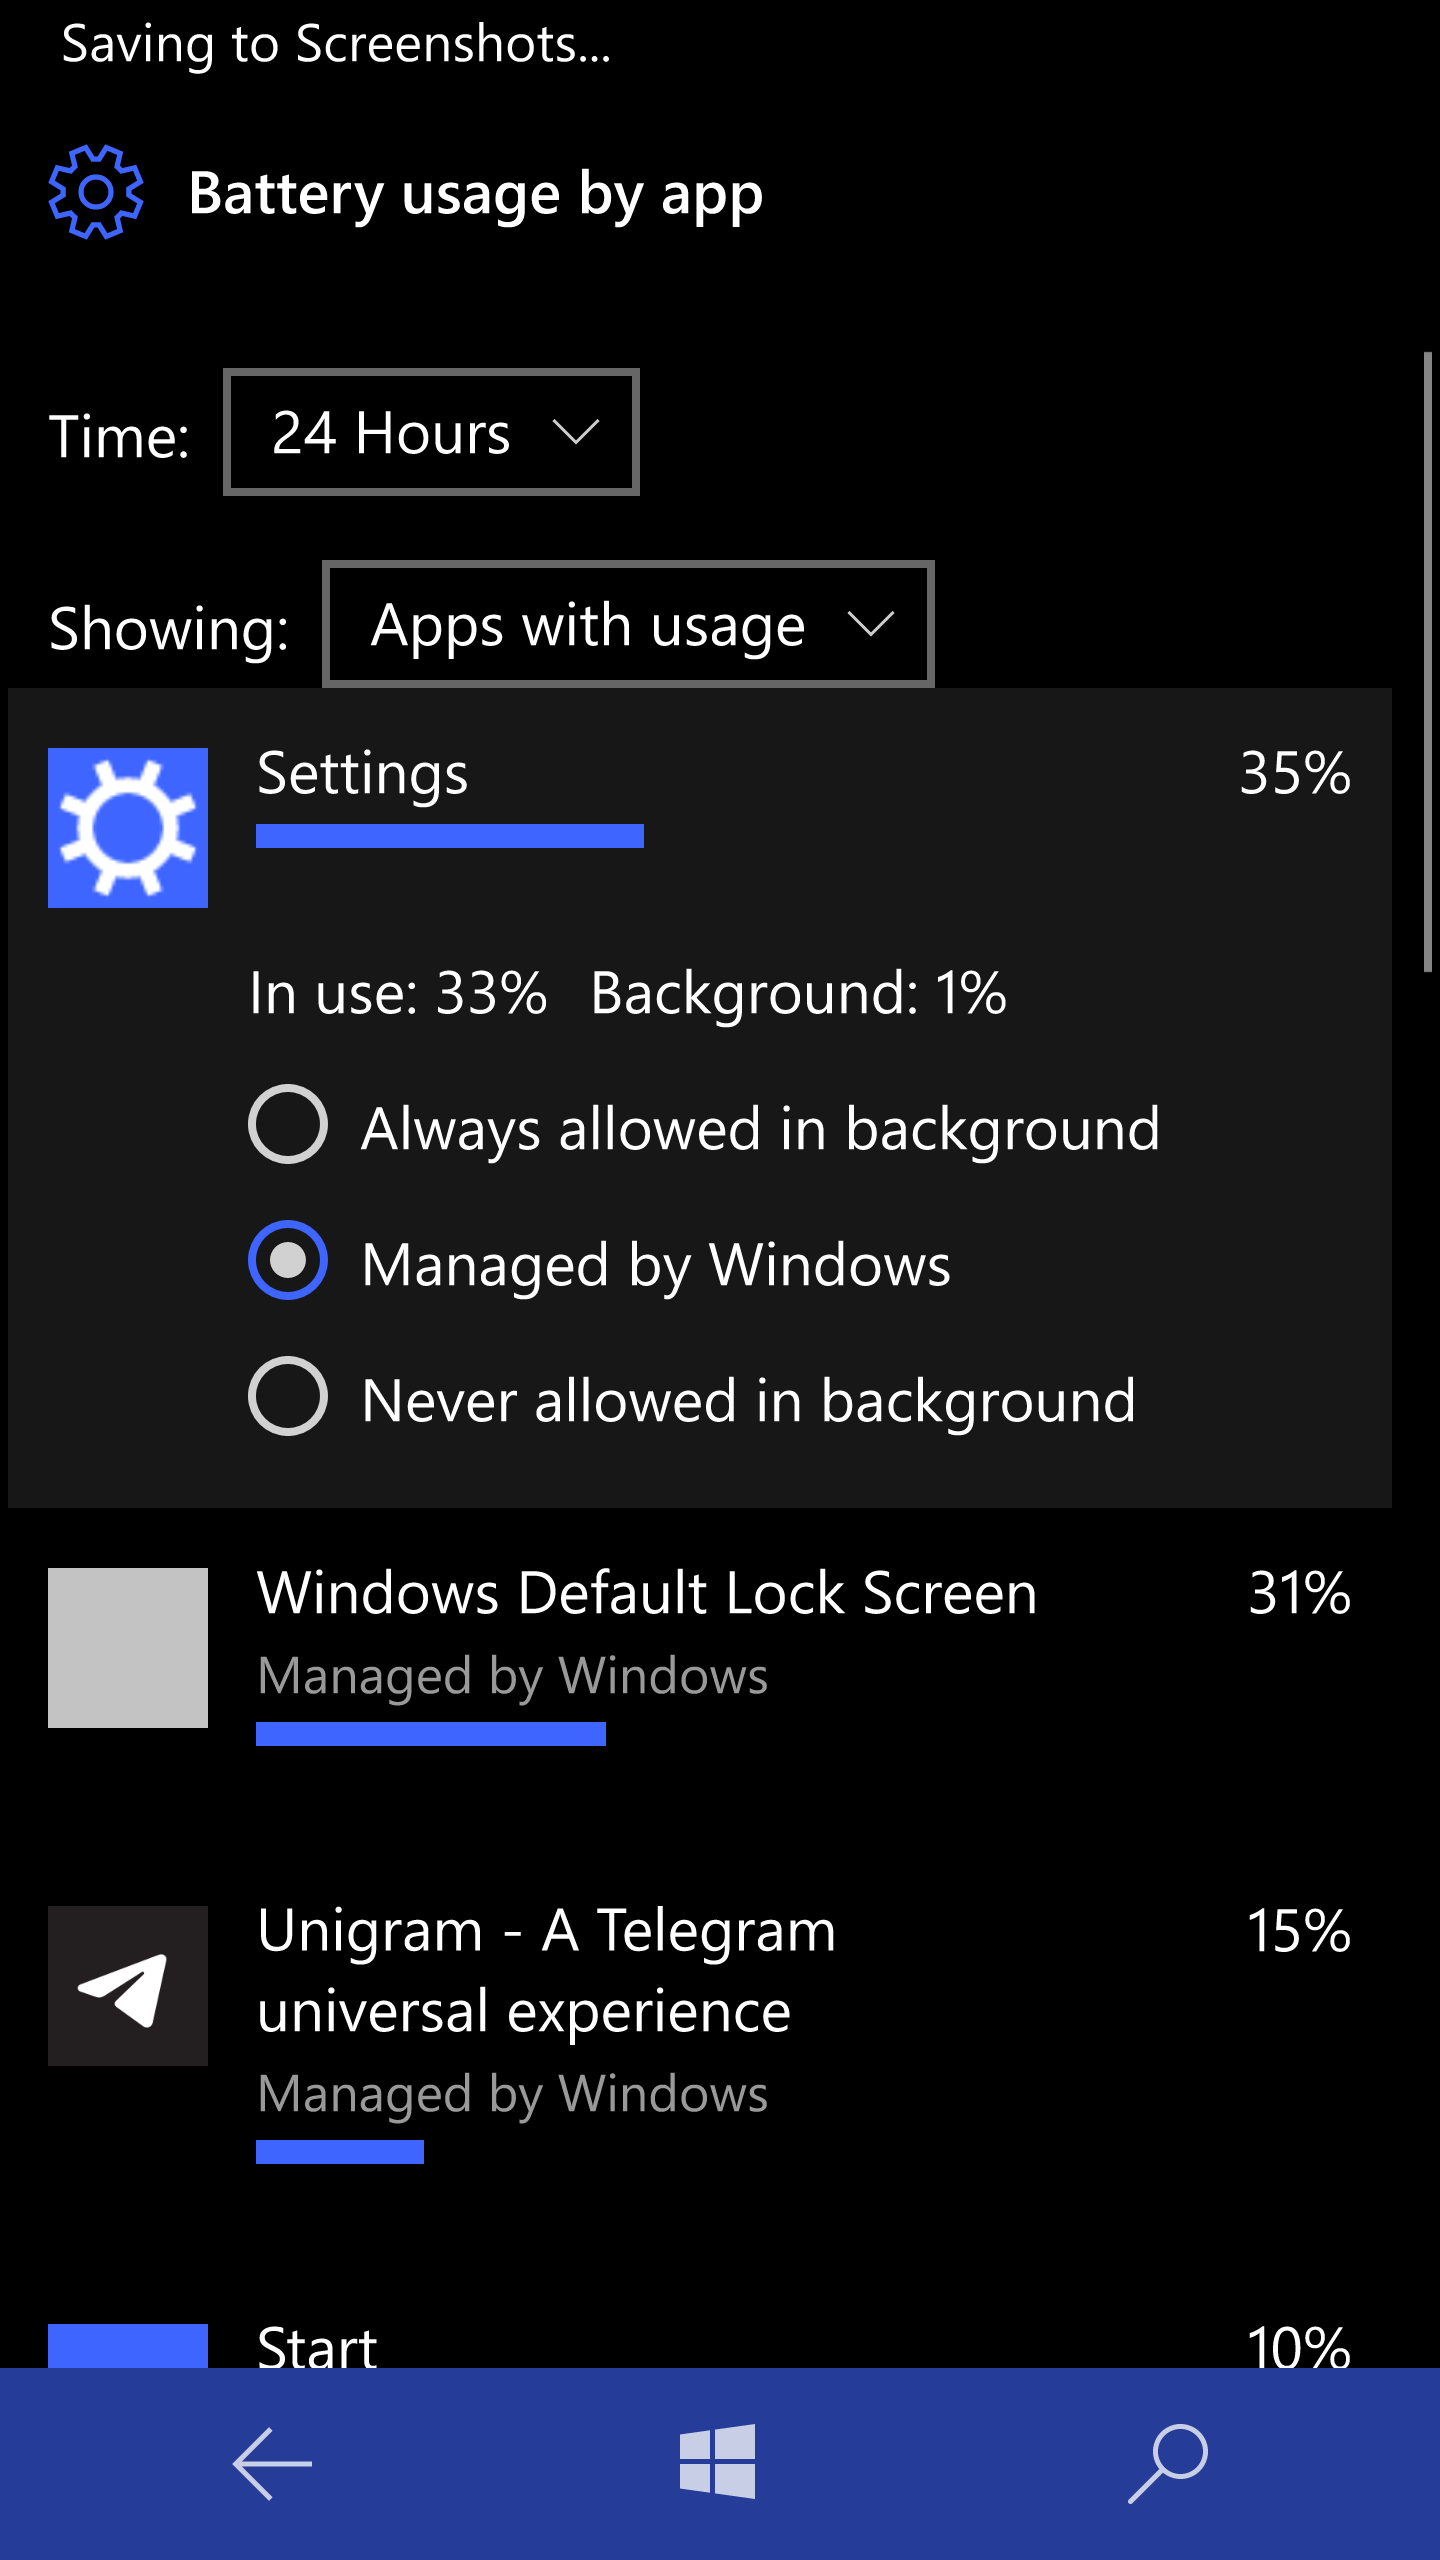 Saving to Screenshots...
Battery usage by app
Time: 24 Hours
Showing: Apps with usage
Settings 35%
In use: 33% Background: 1%
Always allowed in background
Managed by Windows
Never allowed in background
Windows Default Lock Screen 31%
Managed by Windows
Unigram - A Telegram 15%
universal experience
Managed by Windows
Start 10%